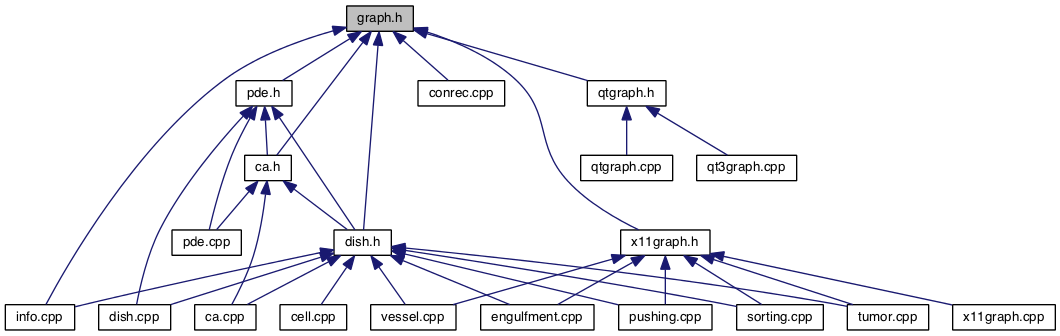 graph.h
pde.h
conrec.cpp
qtgraph.h
ca.h
qtgraph.cpp
qt3graph.cpp
pde.cpp
dish.h
x11graph.h
info.cpp
dish.cpp
ca.cpp
cell.cpp
vessel.cpp
engulfment.cpp
pushing.cpp
sorting.cpp
tumor.cpp
x11graph.cpp